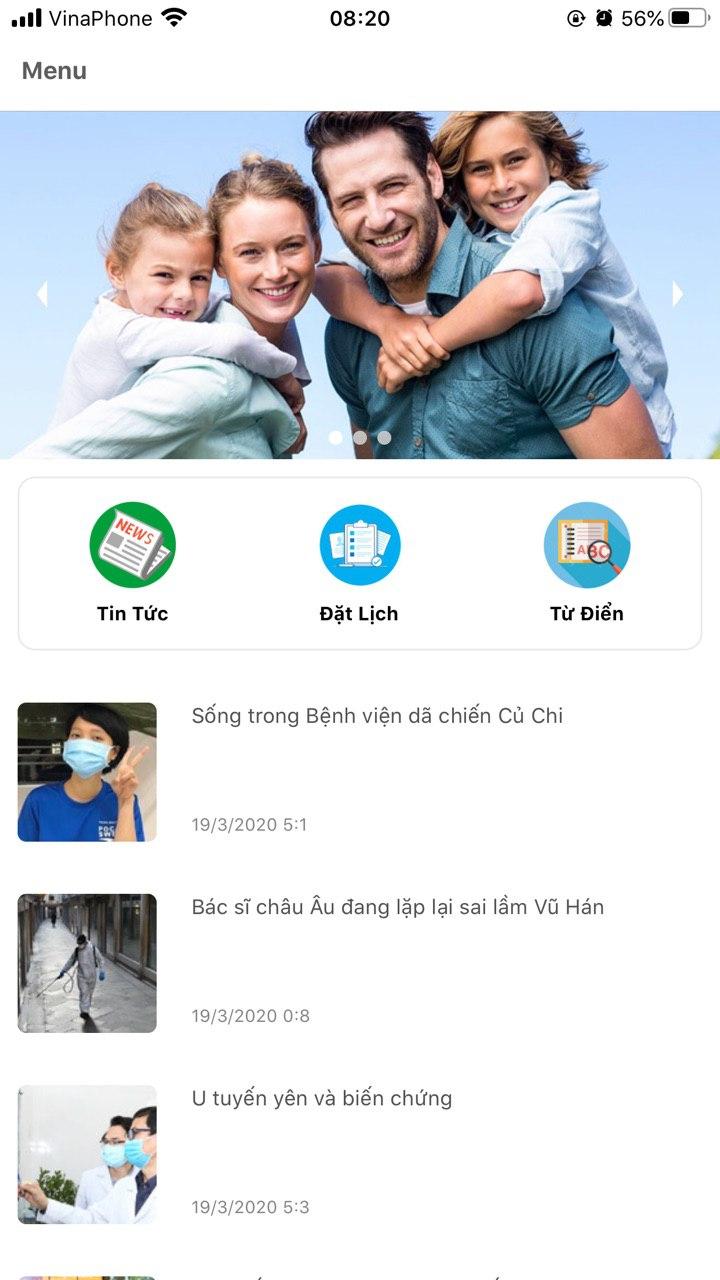 VinaPhone 08:20 56%
Menu
NEWS
ABC
Tin Tức Đặt Lịch Từ Điển
Sống trong Bệnh viện dã chiến Củ Chi
19/3/2020 5:1
Bác sĩ châu Âu đang lặp lại sai lầm Vũ Hán
19/3/2020 0:8
U tuyến yên và biến chứng
19/3/2020 5:3